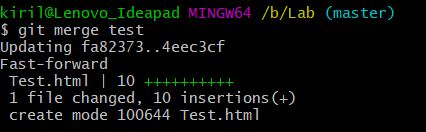 kiril@Lenovo_Ideapad MINGW64 /b/Lab (master)
$ git merge test
Updating fa82373..4eec3cf
Fast-forward
 Test.html | 10 ++++++++++
 1 file changed, 10 insertions(+)
 create mode 100644 Test.html